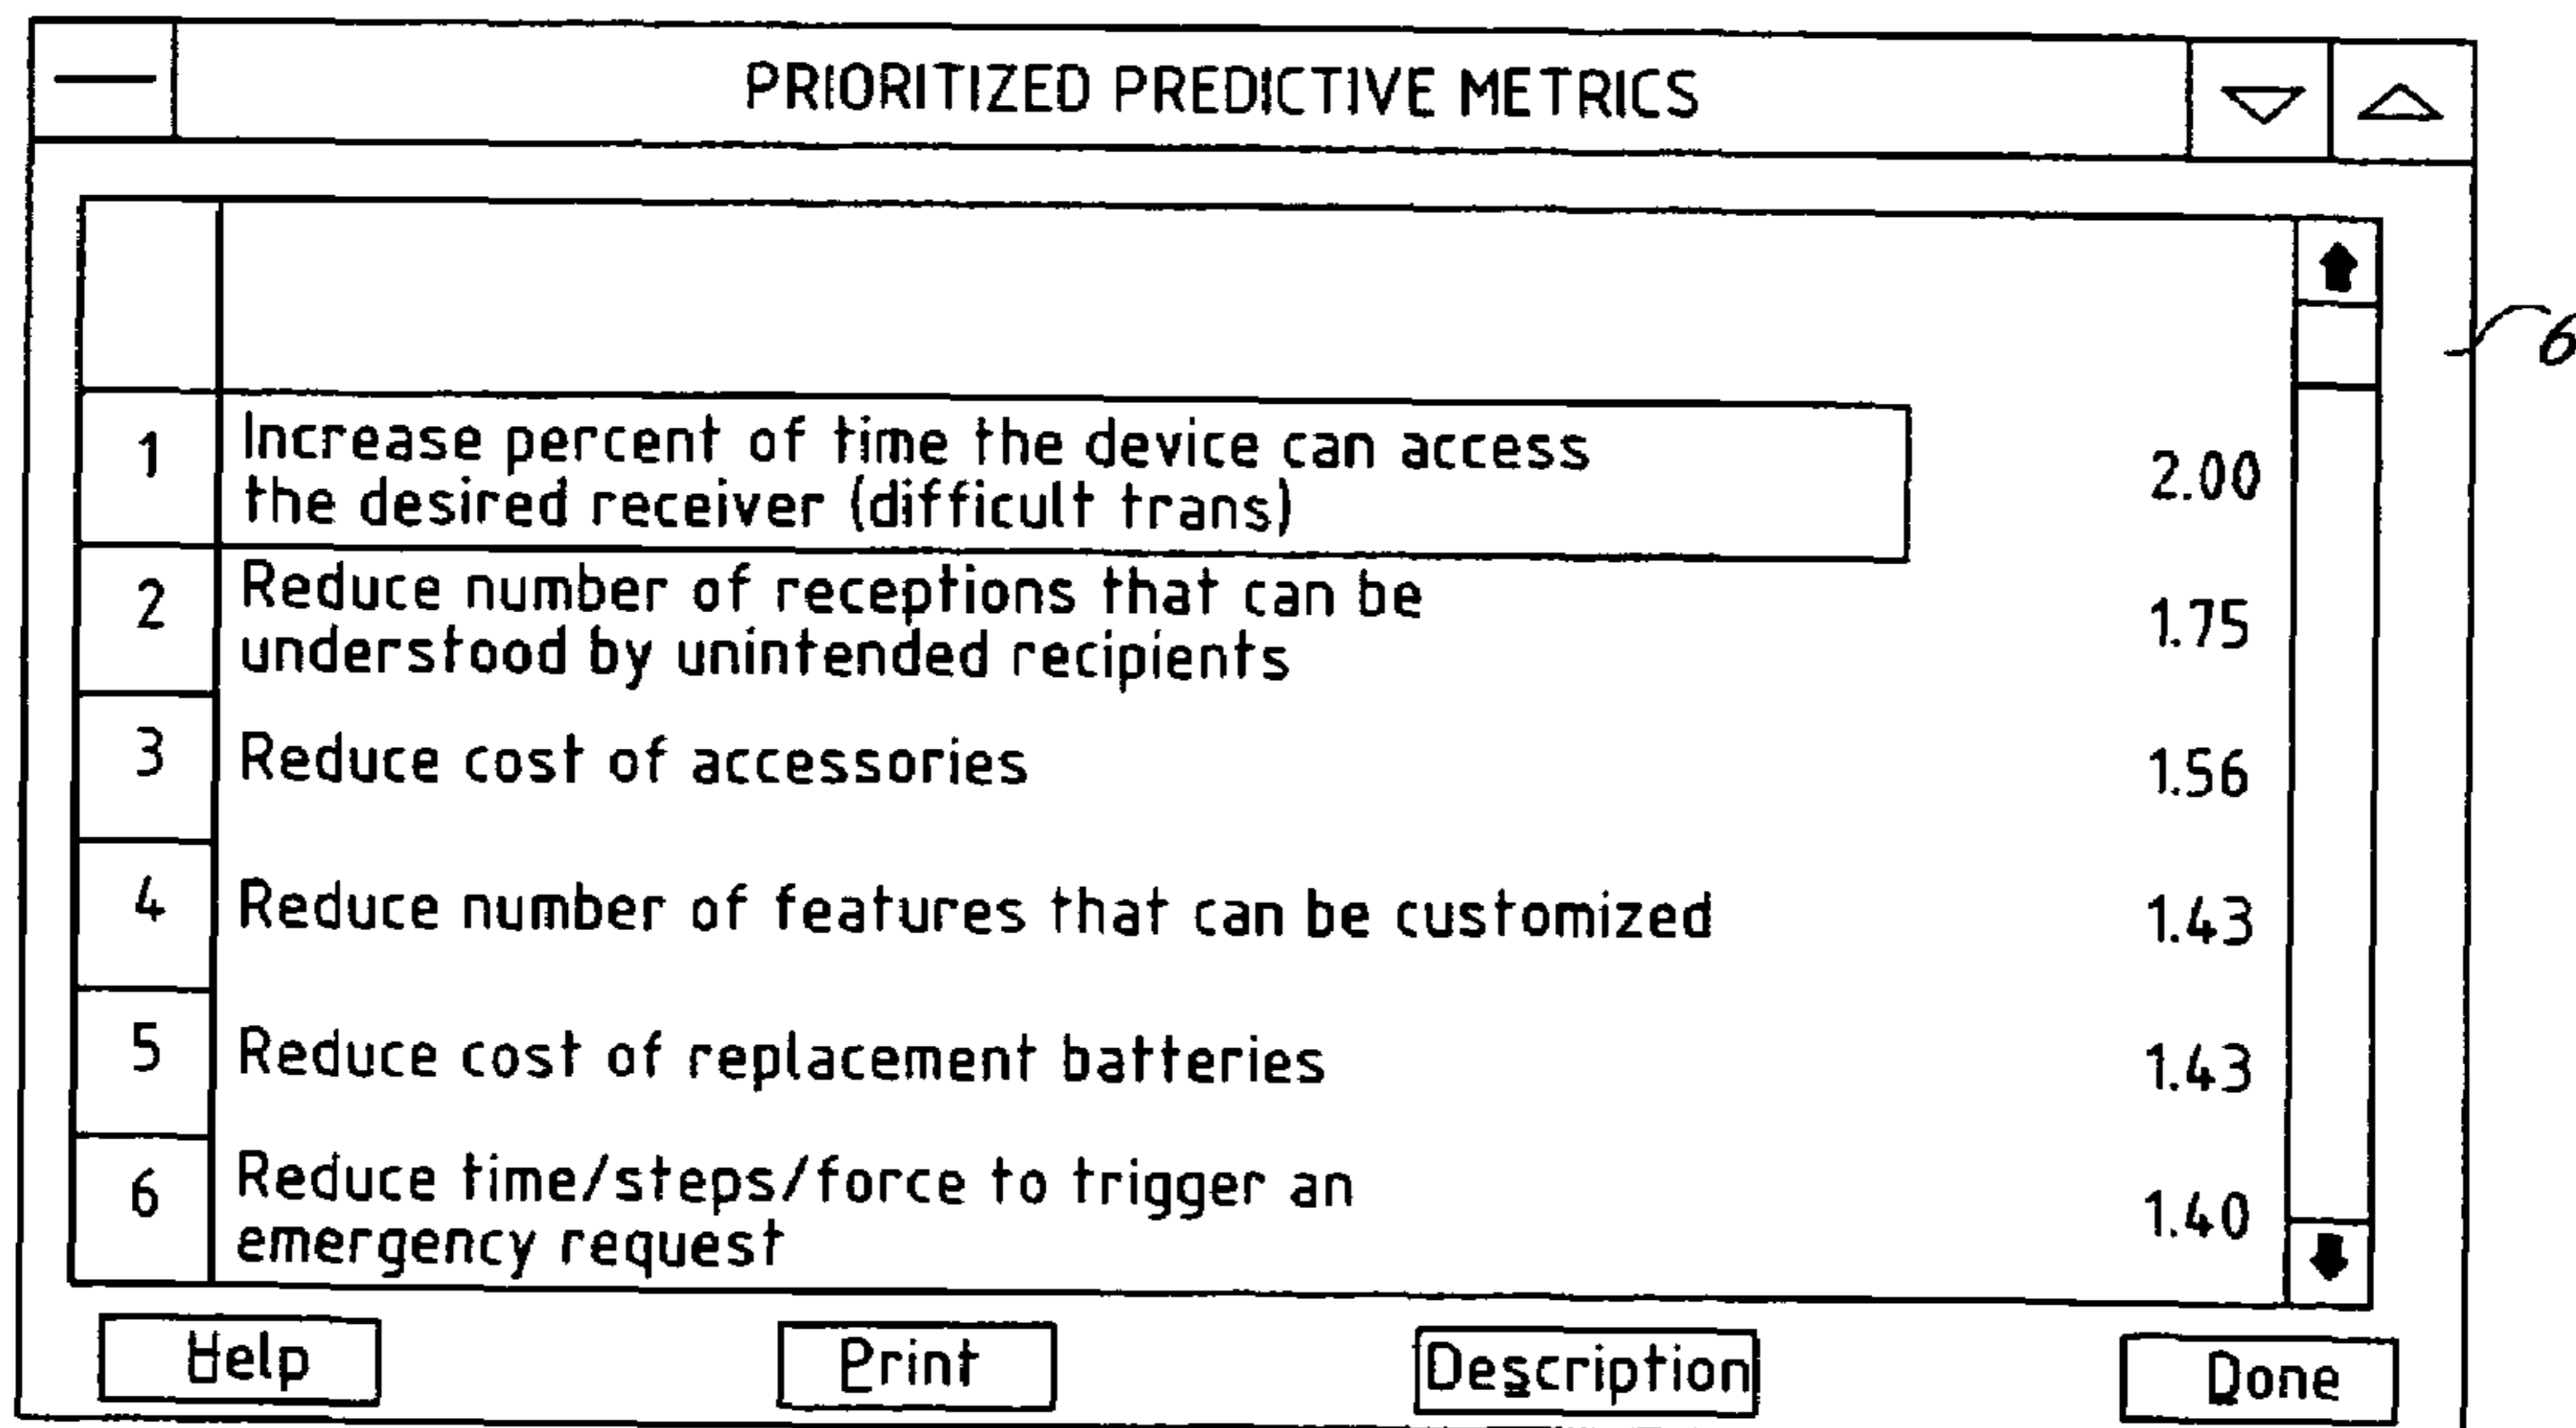 PRIORITIZED PREDICTIVE METRICS
1 Increase percent of time the device can access
the desired receiver (difficult trans) 2.00
2 Reduce number of receptions that can be
understood by unintended recipients 1.75
3 Reduce cost of accessories 1.56
4 Reduce number of features that can be customized 1.43
5 Reduce cost of replacement batteries 1.43
6 Reduce time/steps/force to trigger an
emergency request 1.40
Help Print Description Done